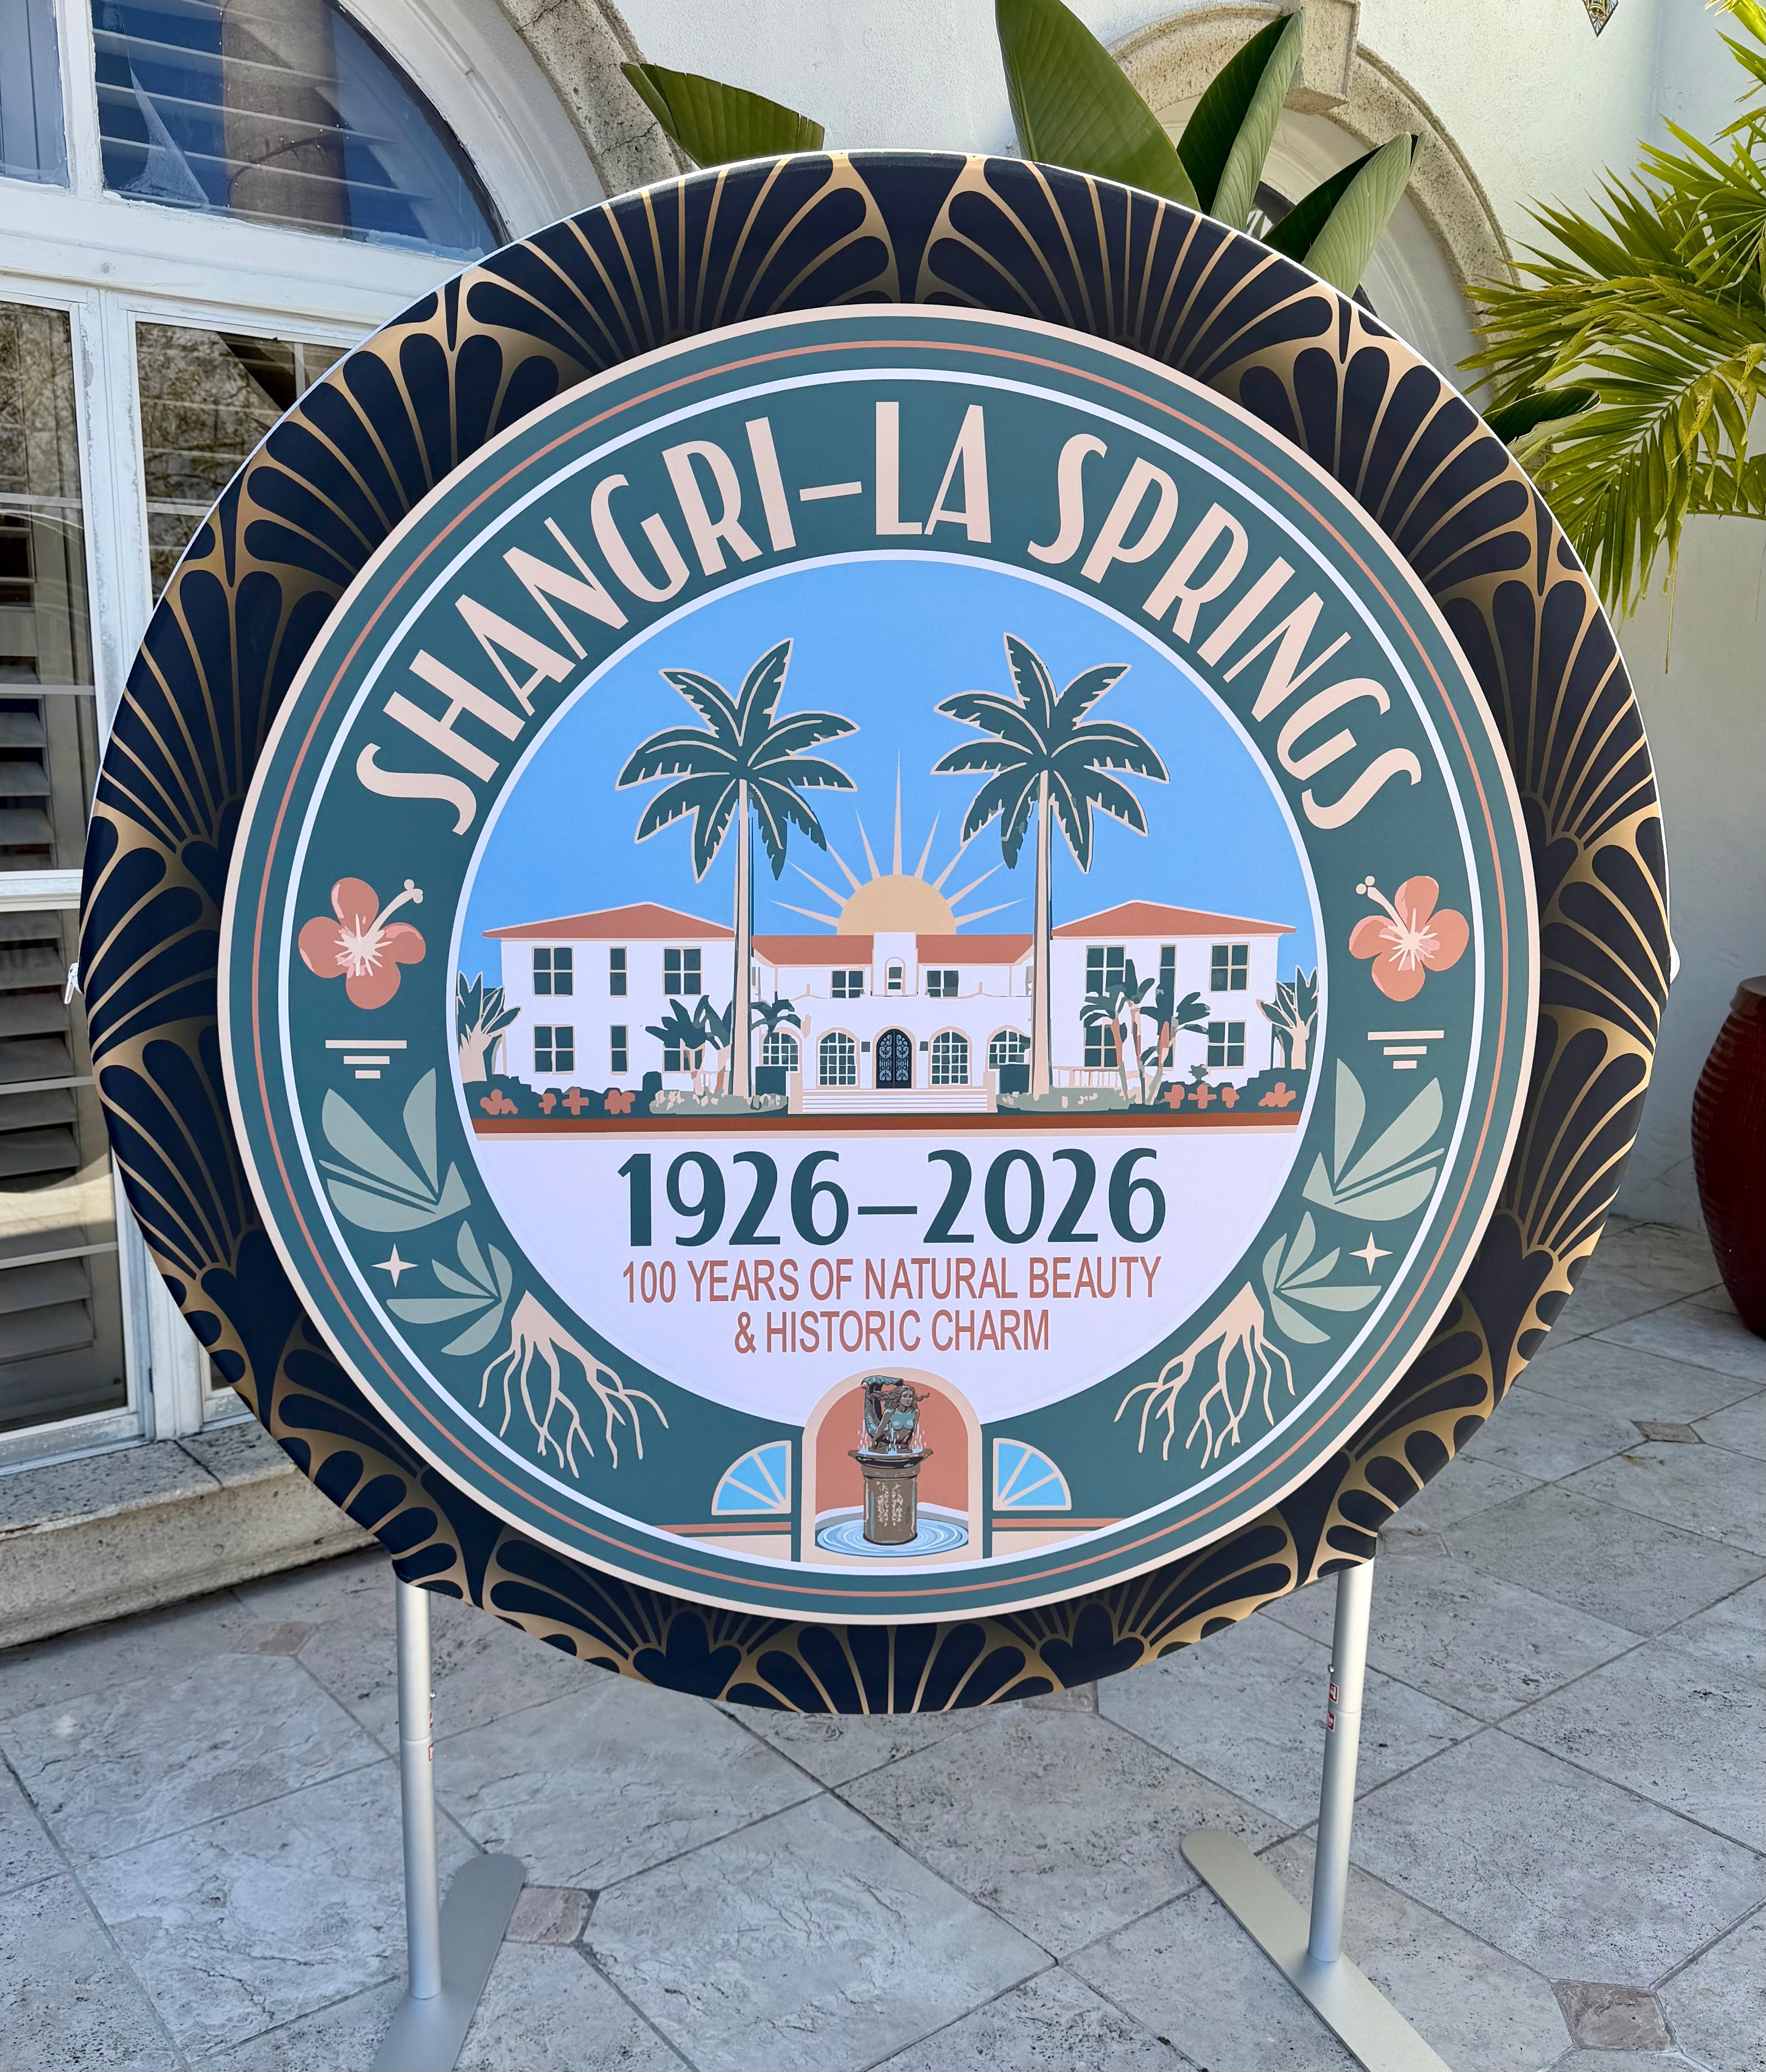 SHANGRI-LA SPRINGS
1926-2026
100 YEARS OF NATURAL BEAUTY
& HISTORIC CHARM